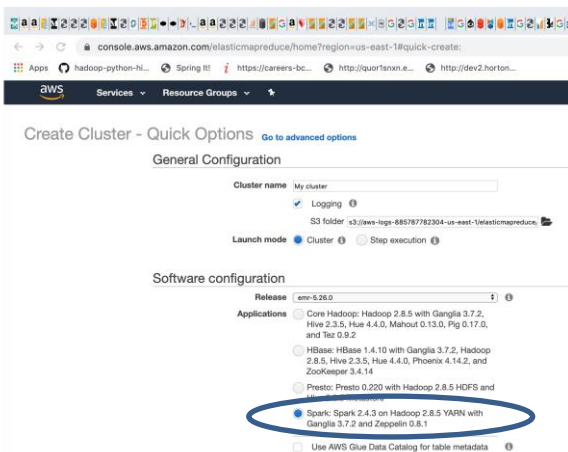 console.aws.amazon.com/elasticmapreduce/home?region=us-east-1#quick-create:
Apps hadoop-python-hi... Spring It! https://careers-bc... http://quor1snxn.e... http://dev2.horton...
aws Services Resource Groups
Create Cluster - Quick Options Go to advanced options
General Configuration
Cluster name My cluster
Logging
S3 folder s3://aws-logs-885787782304-us-east-1/elasticmapreduce
Launch mode Cluster Step execution
Software configuration
Release emr-5.26.0
Applications Core Hadoop: Hadoop 2.8.5 with Ganglia 3.7.2,
Hive 2.3.5, Hue 4.4.0, Mahout 0.13.0, Pig 0.17.0,
and Tez 0.9.2
HBase: HBase 1.4.10 with Ganglia 3.7.2, Hadoop
2.8.5, Hive 2.3.5, Hue 4.4.0, Phoenix 4.14.2, and
ZooKeeper 3.4.14
Presto: Presto 0.220 with Hadoop 2.8.5 HDFS and
Spark: Spark 2.4.3 on Hadoop 2.8.5 YARN with
Ganglia 3.7.2 and Zeppelin 0.8.1
Use AWS Glue Data Catalog for table metadata